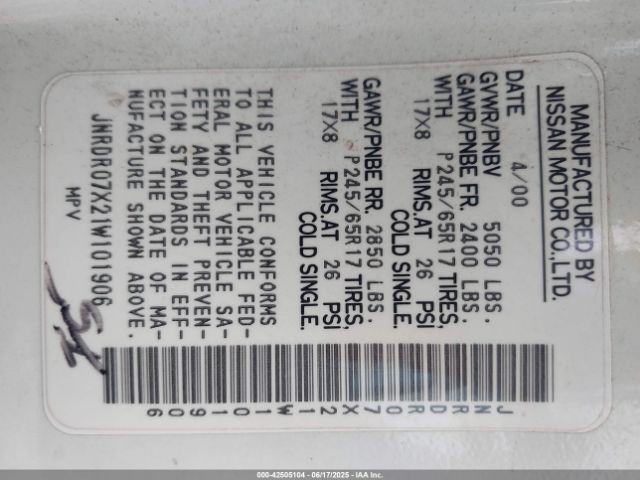 MANUFACTURED BY
NISSAN MOTOR CO.,LTD.
DATE 4/00
GVWR/PNBV 5050 LBS.
GAWR/PNBE FR. 2400 LBS.
WITH P245/65R17 TIRES,
17X8 RIMS.AT 26 PSI
COLD SINGLE.
GAWR/PNBE RR. 2850 LBS.
WITH P245/65R17 TIRES,
17X8 RIMS.AT 26 PSI
COLD SINGLE.
THIS VEHICLE CONFORMS
TO ALL APPLICABLE FED-
ERAL MOTOR VEHICLE SA-
FETY AND THEFT PREVEN-
TION STANDARDS IN EFF-
ECT ON THE DATE OF MA-
NUFACTURE SHOWN ABOVE.
JNRDR07X21W101906
MPV
JNRDR07X21W101906
000-42505104 - 06/17/2025 - IAA Inc.